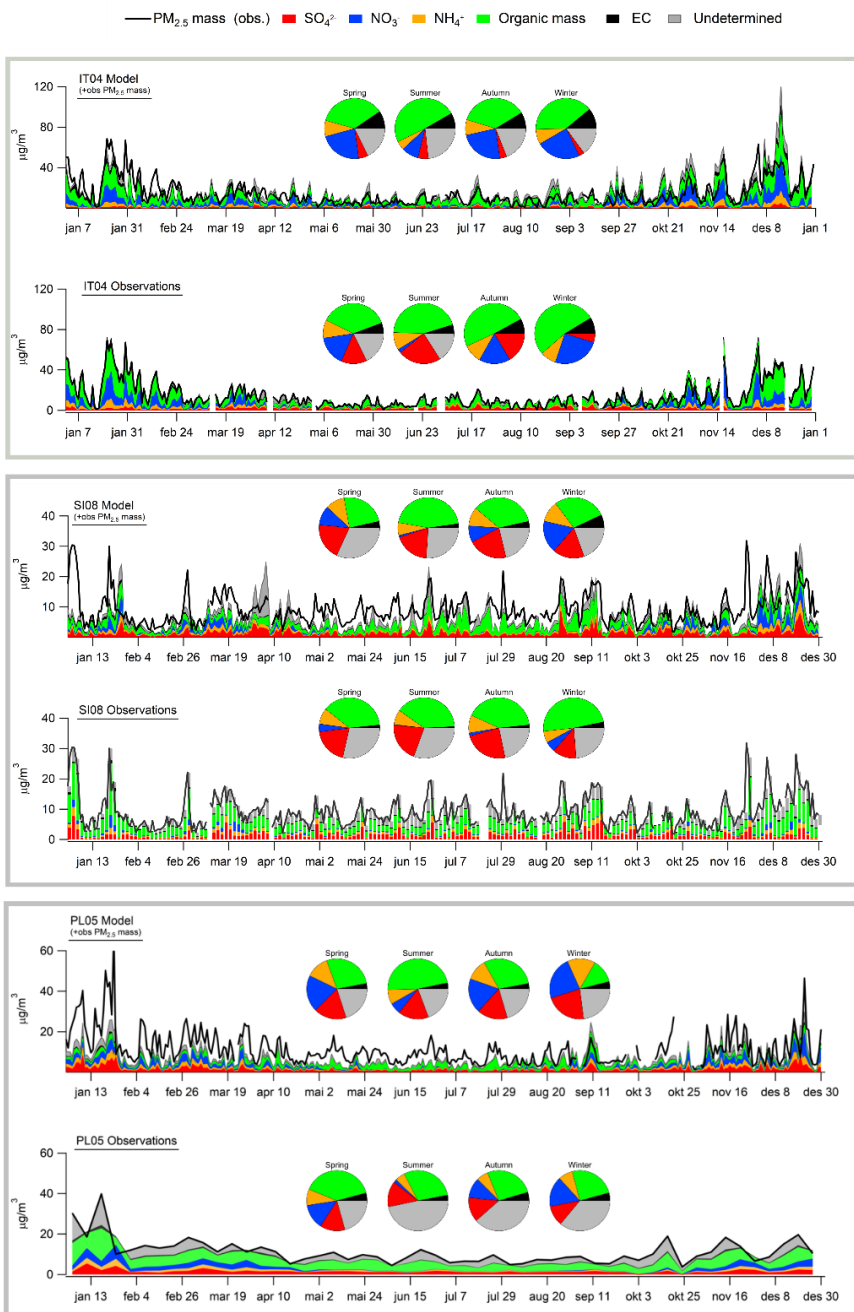 PM2.5 mass (obs.) SO₄²⁻ NO₃⁻ NH₄⁺ Organic mass EC Undetermined
IT04 Model
(+obs PM2.5 mass)
Spring Summer Autumn Winter
120
80
40
µg/m³
jan 7 jan 31 feb 24 mar 19 apr 12 mai 6 mai 30 jun 23 jul 17 aug 10 sep 3 sep 27 okt 21 nov 14 des 8 jan 1
IT04 Observations
Spring Summer Autumn Winter
120
80
40
0
µg/m³
jan 7 jan 31 feb 24 mar 19 apr 12 mai 6 mai 30 jun 23 jul 17 aug 10 sep 3 sep 27 okt 21 nov 14 des 8 jan 1
SI08 Model
(+obs PM2.5 mass)
Spring Summer Autumn Winter
40
30
20
10
µg/m³
jan 13 feb 4 feb 26 mar 19 apr 10 mai 2 mai 24 jun 15 jul 7 jul 29 aug 20 sep 11 okt 3 okt 25 nov 16 des 8 des 30
SI08 Observations
Spring Summer Autumn Winter
40
30
20
10
0
µg/m³
jan 13 feb 4 feb 26 mar 19 apr 10 mai 2 mai 24 jun 15 jul 7 jul 29 aug 20 sep 11 okt 3 okt 25 nov 16 des 8 des 30
PL05 Model
(+obs PM2.5 mass)
Spring Summer Autumn Winter
60
40
20
µg/m³
jan 13 feb 4 feb 26 mar 19 apr 10 mai 2 mai 24 jun 15 jul 7 jul 29 aug 20 sep 11 okt 3 okt 25 nov 16 des 8 des 30
PL05 Observations
Spring Summer Autumn Winter
60
40
20
0
µg/m³
jan 13 feb 4 feb 26 mar 19 apr 10 mai 2 mai 24 jun 15 jul 7 jul 29 aug 20 sep 11 okt 3 okt 25 nov 16 des 8 des 30